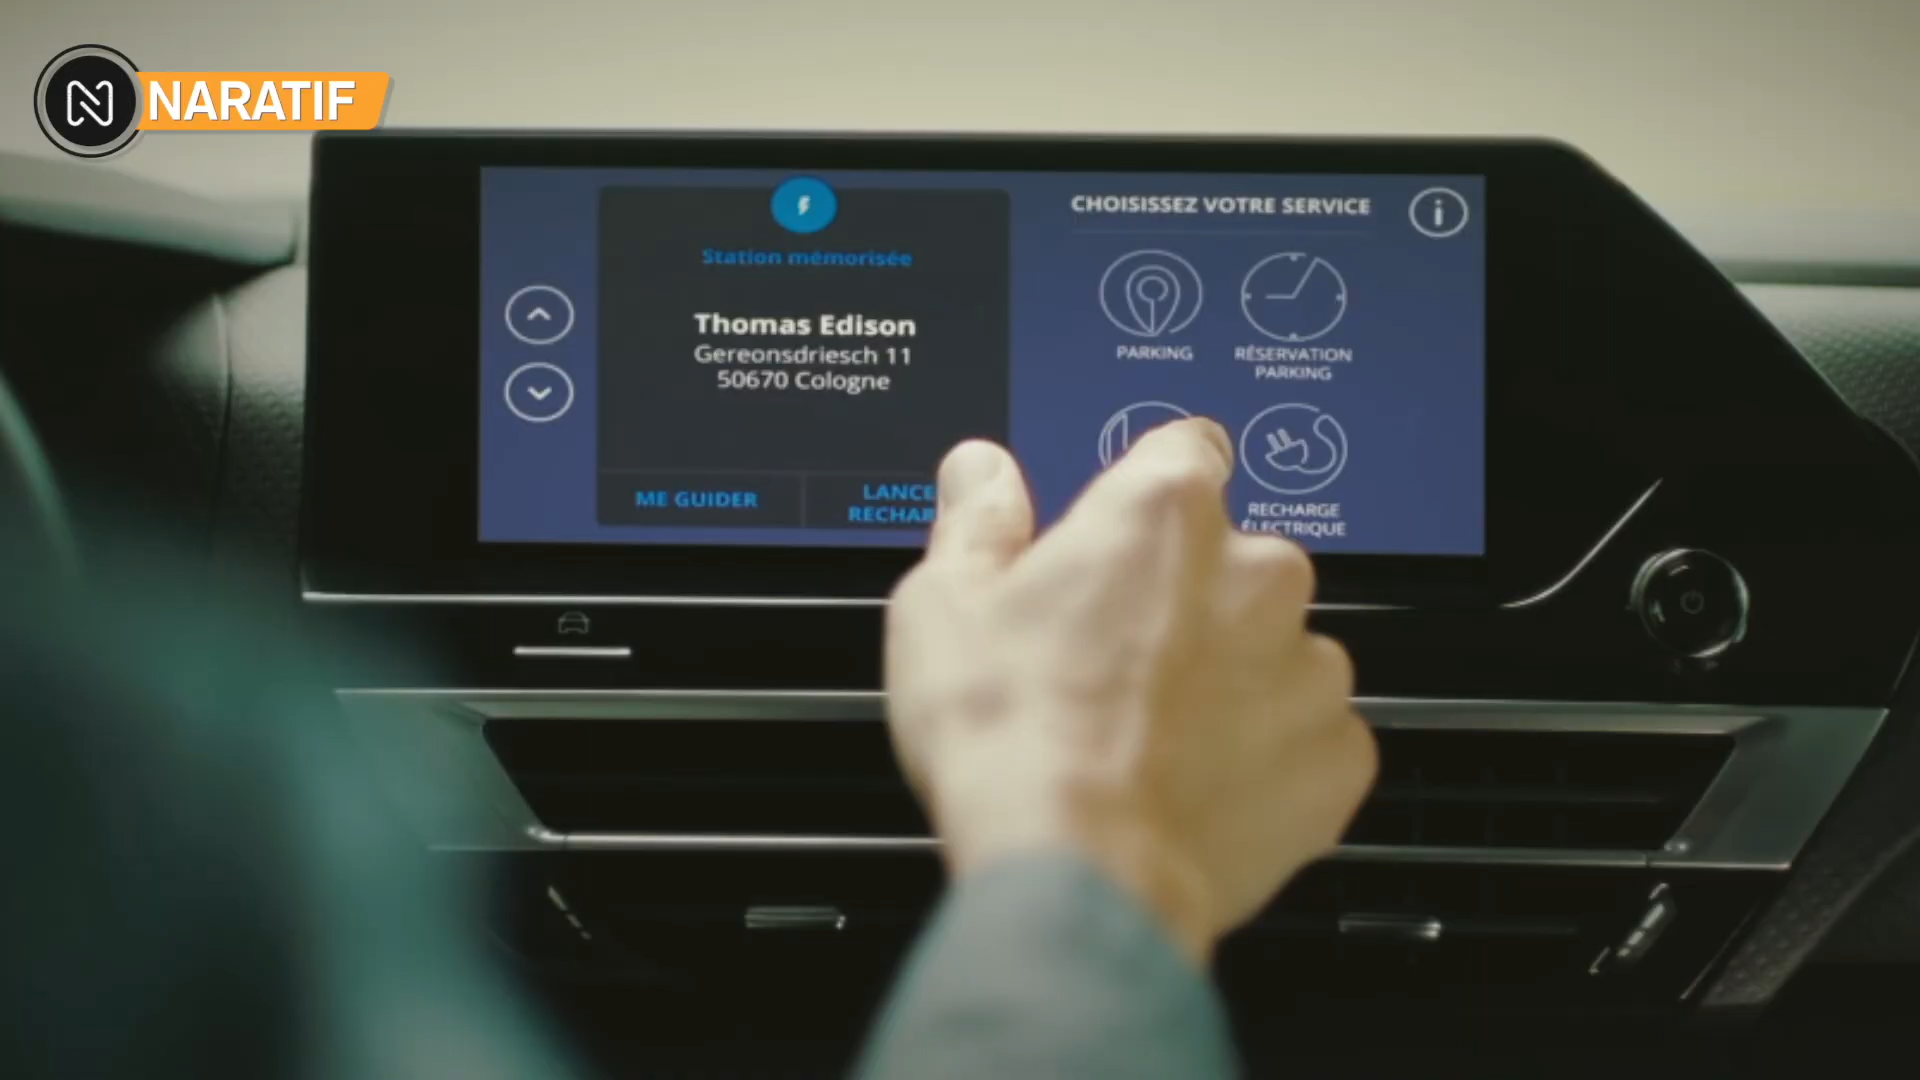 NARATIF
Station mémorisée
Thomas Edison
Gereonsdriesch 11
50670 Cologne
ME GUIDER
LANCE
RECHAR
CHOISISSEZ VOTRE SERVICE
PARKING
RÉSERVATION
PARKING
RECHARGE
ÉLECTRIQUE